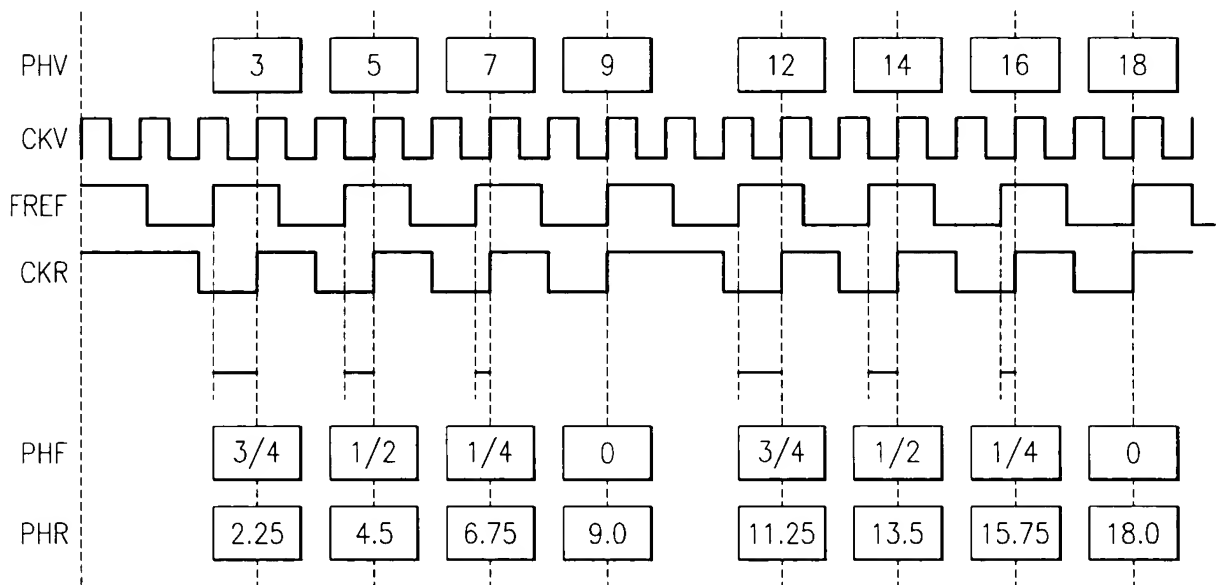 PHV 3 5 7 9 12 14 16 18
CKV
FREF
CKR
PHF 3/4 1/2 1/4 0 3/4 1/2 1/4 0
PHR 2.25 4.5 6.75 9.0 11.25 13.5 15.75 18.0